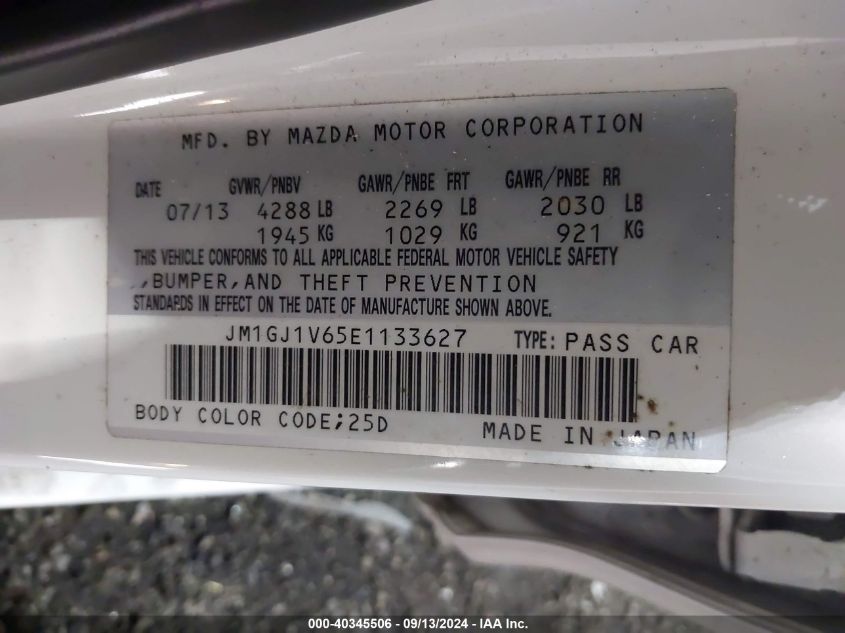 MFD. BY MAZDA MOTOR CORPORATION
DATE GVWR/PNBV GAWR/PNBE FRT GAWR/PNBE RR
07/13 4288 LB 2269 LB 2030 LB
1945 KG 1029 KG 921 KG
THIS VEHICLE CONFORMS TO ALL APPLICABLE FEDERAL MOTOR VEHICLE SAFETY
,BUMPER,AND THEFT PREVENTION
STANDARDS IN EFFECT ON THE DATE OF MANUFACTURE SHOWN ABOVE.
JM1GJ1V65E1133627 TYPE: PASS CAR
BODY COLOR CODE;25D MADE IN JAPAN
000-40345506 - 09/13/2024 - IAA Inc.